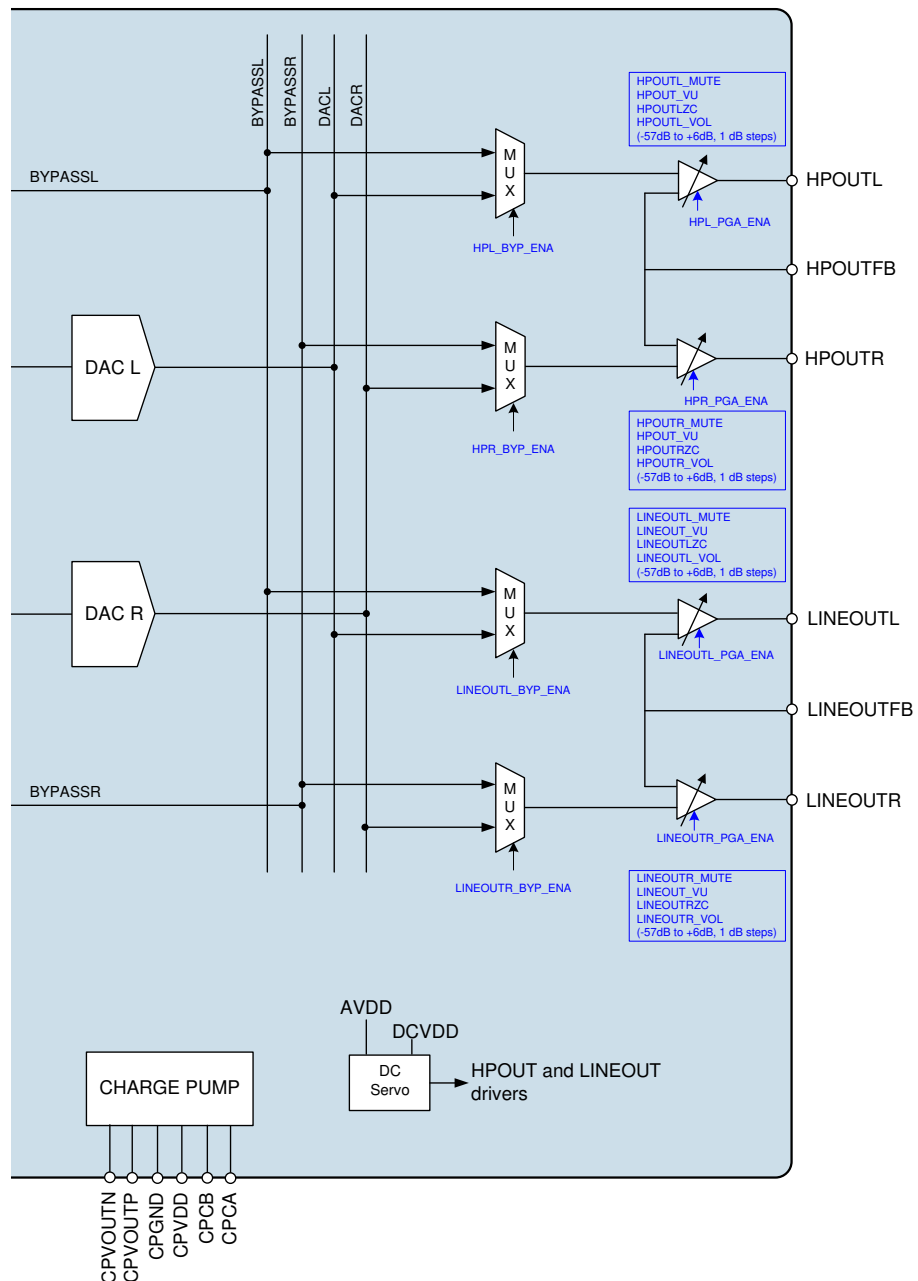 BYPASSL
BYPASSR
DACL
DACR
HPOUTL_MUTE
HPOUT_VU
HPOUTLZC
HPOUTL_VOL
(-57dB to +6dB, 1 dB steps)
MUX
BYPASSL
HPOUTL
HPL_PGA_ENA
HPL_BYP_ENA
HPOUTFB
DAC L
MUX
HPOUTR
HPR_PGA_ENA
HPR_BYP_ENA
HPOUTR_MUTE
HPOUT_VU
HPOUTRZC
HPOUTR_VOL
(-57dB to +6dB, 1 dB steps)
LINEOUTL_MUTE
LINEOUT_VU
LINEOUTLZC
LINEOUTL_VOL
(-57dB to +6dB, 1 dB steps)
DAC R
MUX
LINEOUTL
LINEOUTL_PGA_ENA
LINEOUTL_BYP_ENA
LINEOUTFB
BYPASSR
MUX
LINEOUTR
LINEOUTR_PGA_ENA
LINEOUTR_BYP_ENA
LINEOUTR_MUTE
LINEOUT_VU
LINEOUTRZC
LINEOUTR_VOL
(-57dB to +6dB, 1 dB steps)
AVDD
DCVDD
CHARGE PUMP
DC
Servo
HPOUT and LINEOUT
drivers
CPVOUTN
CPVOUTP
CPGND
CPVDD
CPCB
CPCA